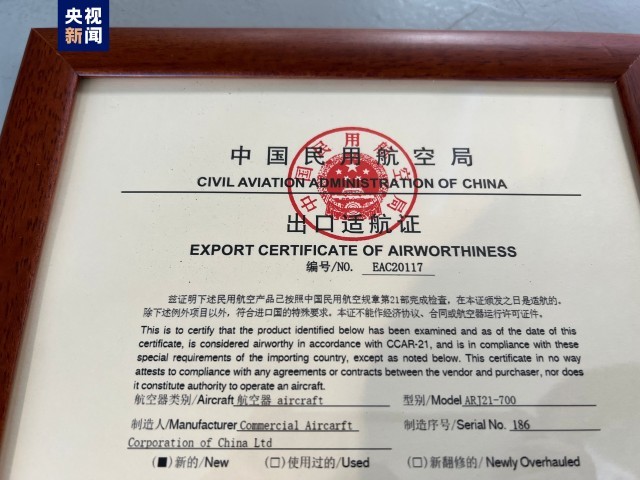 央视
新闻
中国民用航空局
中国民用航空局
CIVIL AVIATION ADMINISTRATION OF CHINA
出口适航证
EXPORT CERTIFICATE OF AIRWORTHINESS
编号/NO. EAC20117
兹证明下述民用航空产品已按照中国民用航空规章第21部完成检查，在本证颁发之日是适航的。
除下述例外项目以外，符合进口国的特殊要求。本证不能作经济协议、合同或航空器运行许可证件。
This is to certify that the product identified below has been examined and as of the date of this
certificate, is considered airworthy in accordance with CCAR-21, and is in compliance with these
special requirements of the importing country, except as noted below. This certificate in no way
attests to compliance with any agreements or contracts between the vendor and purchaser, nor does
it constitute authority to operate an aircraft.
航空器类别/Aircraft 航空器 aircraft 型别/Model ARJ21-700
制造人/Manufacturer Commercial Aircarft 制造序号/Serial No. 186
Corporation of China Ltd
(■)新的/New (□)使用过的/Used (□)新翻修的/Newly Overhauled